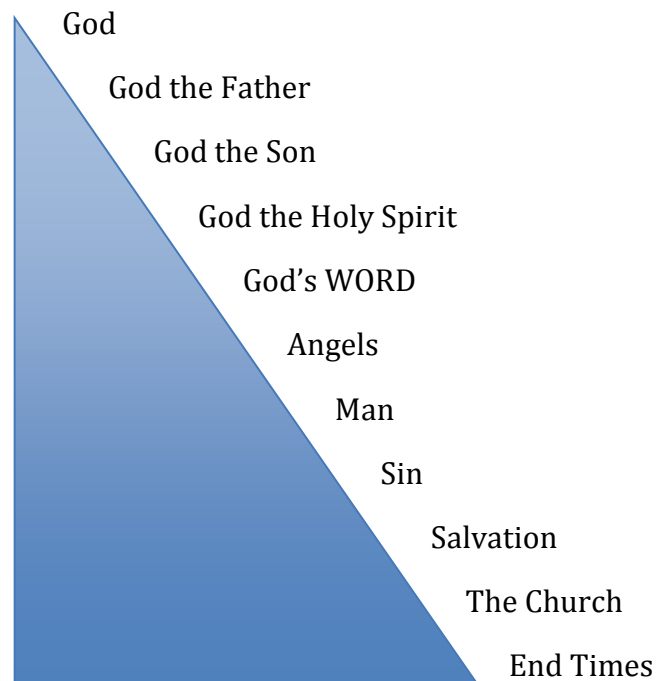 God
God the Father
God the Son
God the Holy Spirit
God’s WORD
Angels
Man
Sin
Salvation
The Church
End Times